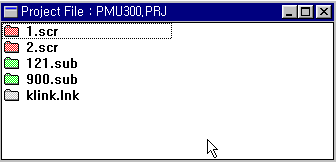 Project File : PMU300,PRJ
1.scr
2.scr
121.sub
900.sub
klink.lnk